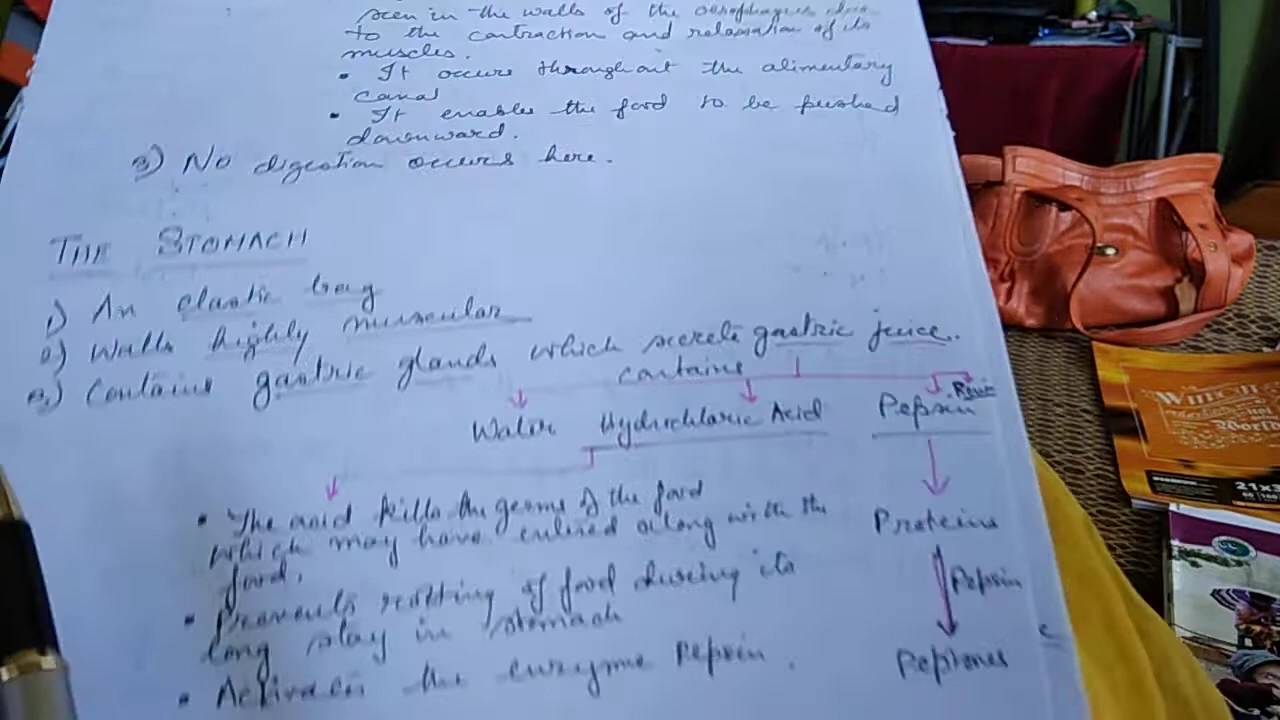 seen in the walls of the oesophagus due
to the contraction and relaxation of its
muscles.
• It occurs throughout the alimentary
canal
• It enables the food to be pushed
downward.
3) No digestion occurs here.
THE STOMACH
1) An elastic bag
2) Walls highly muscular
3) Contains gastric glands which secrete gastric juice.
contains
Water Hydrochloric Acid Pepsin
• The acid kills the germs of the food
which may have entered along with the
food.
• Prevents rotting of food during its
long stay in stomach
• Activates the enzyme Pepsin.
Proteins
Pepsin
Peptones
21x3